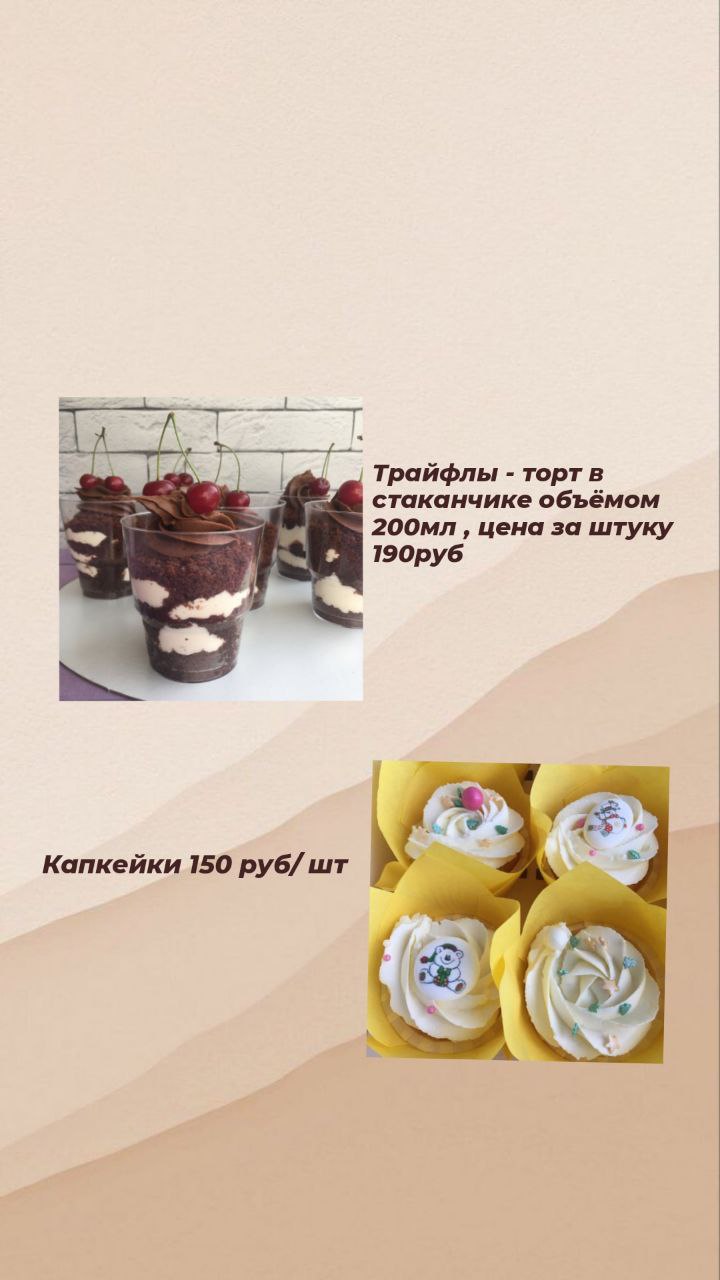 Трайфлы - торт в
стаканчике объёмом
200мл , цена за штуку
190руб
Капкейки 150 руб/ шт